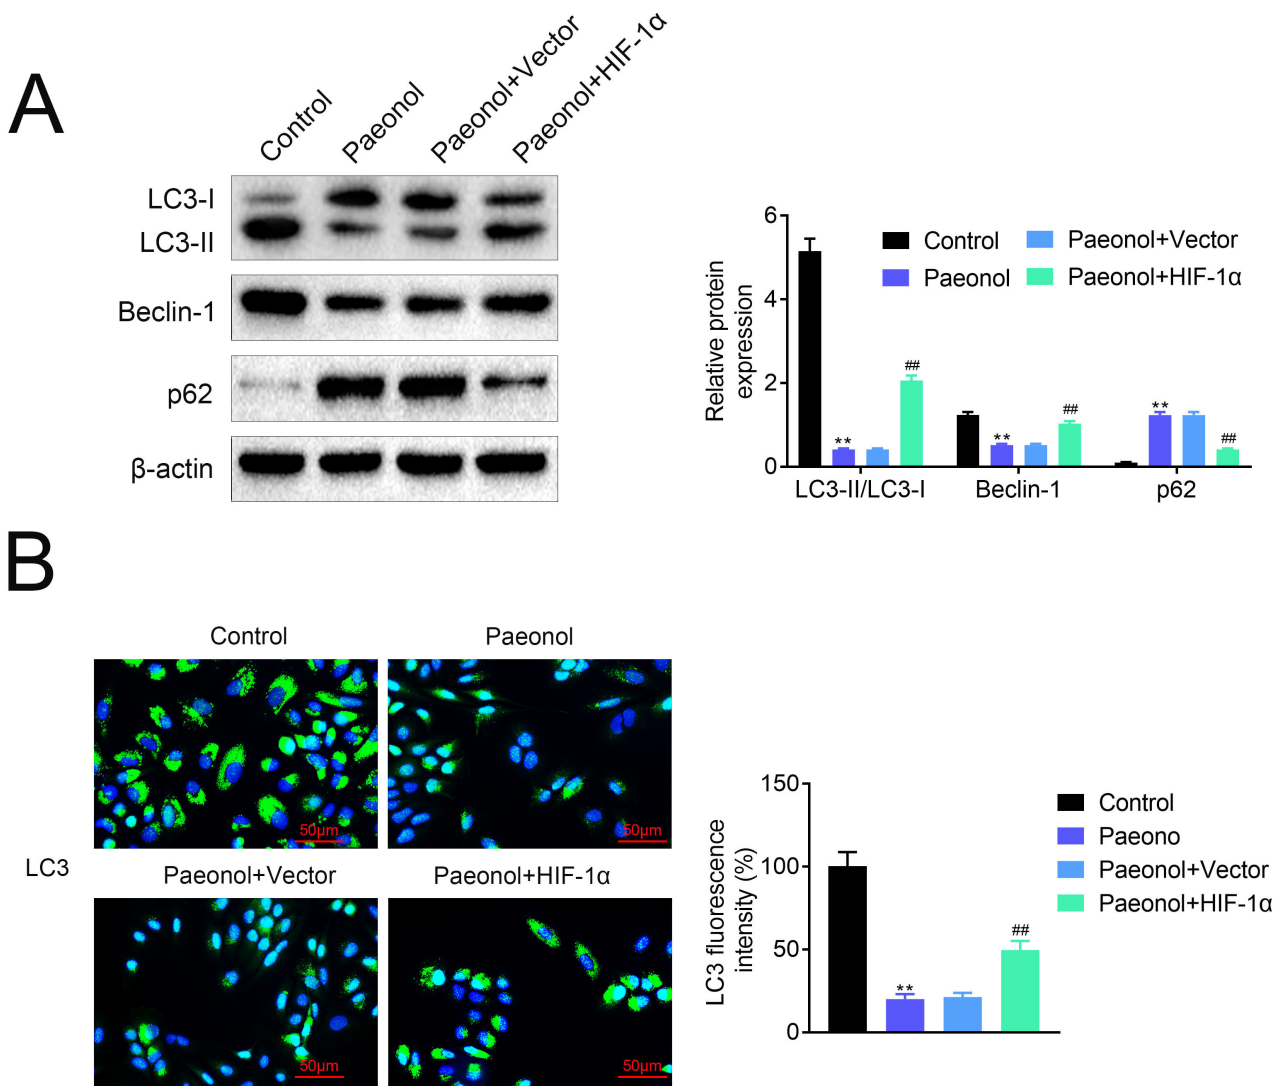 A
Control
Paeonol
Paeonol+Vector
Paeonol+HIF-1α
LC3-I
LC3-II
Beclin-1
p62
β-actin
Relative protein
expression
6
4
2
0
Control
Paeonol
Paeonol+Vector
Paeonol+HIF-1α
**
##
**
##
**
##
LC3-II/LC3-I
Beclin-1
p62
B
LC3
Control
Paeonol
50μm
50μm
Paeonol+Vector
Paeonol+HIF-1α
50μm
50μm
LC3 fluorescence
intensity (%)
150
100
50
0
**
##
Control
Paeono
Paeonol+Vector
Paeonol+HIF-1α